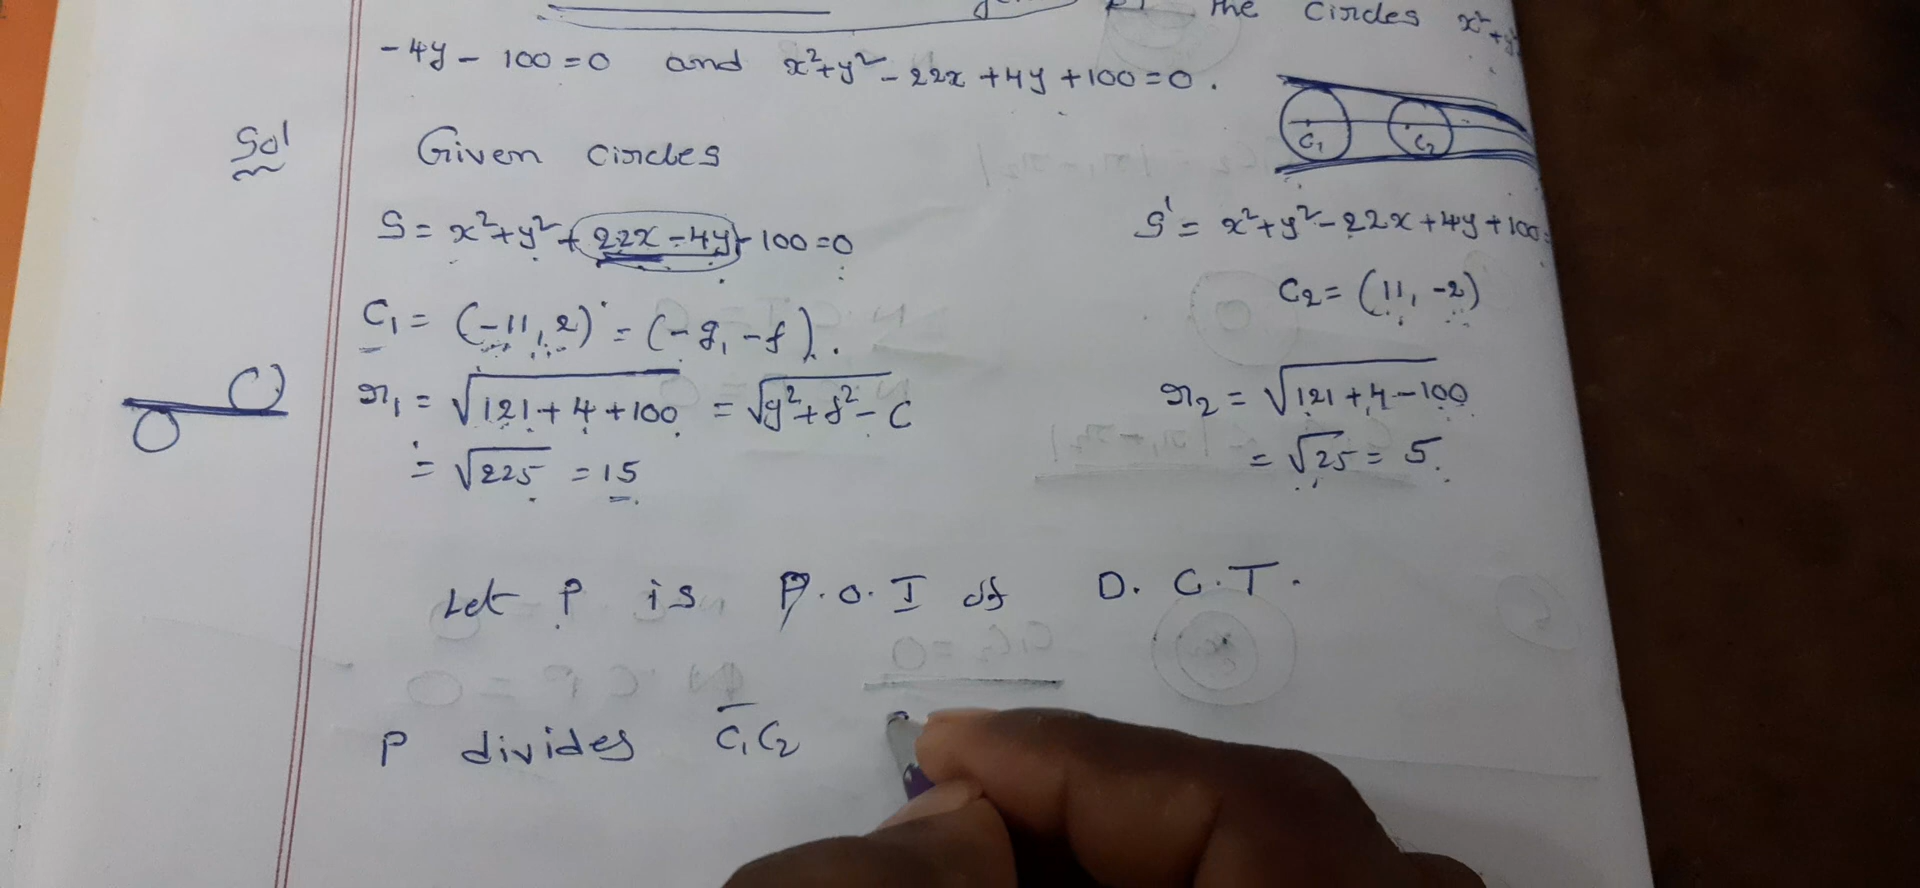 the circles x²+y²
-4y - 100 = 0 and x²+y² - 22x + 4y + 100 = 0.
Sol Given circles
C₁ C₂
S = x²+y² + 22x - 4y - 100 = 0
S' = x²+y² - 22x + 4y + 100 =
C₁ = (-11, 2) = (-g, -f).
C₂ = (11, -2)
r₁ = √121 + 4 + 100 = √g²+f² - c
r₂ = √121 + 4 - 100
= √225 = 15
= √25 = 5.
Let P is P.O.I of D.C.T.
P divides C₁C₂